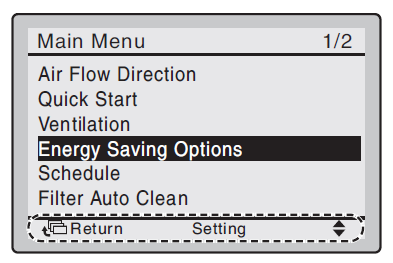 Main Menu 1/2
Air Flow Direction
Quick Start
Ventilation
Energy Saving Options
Schedule
Filter Auto Clean
Return Setting